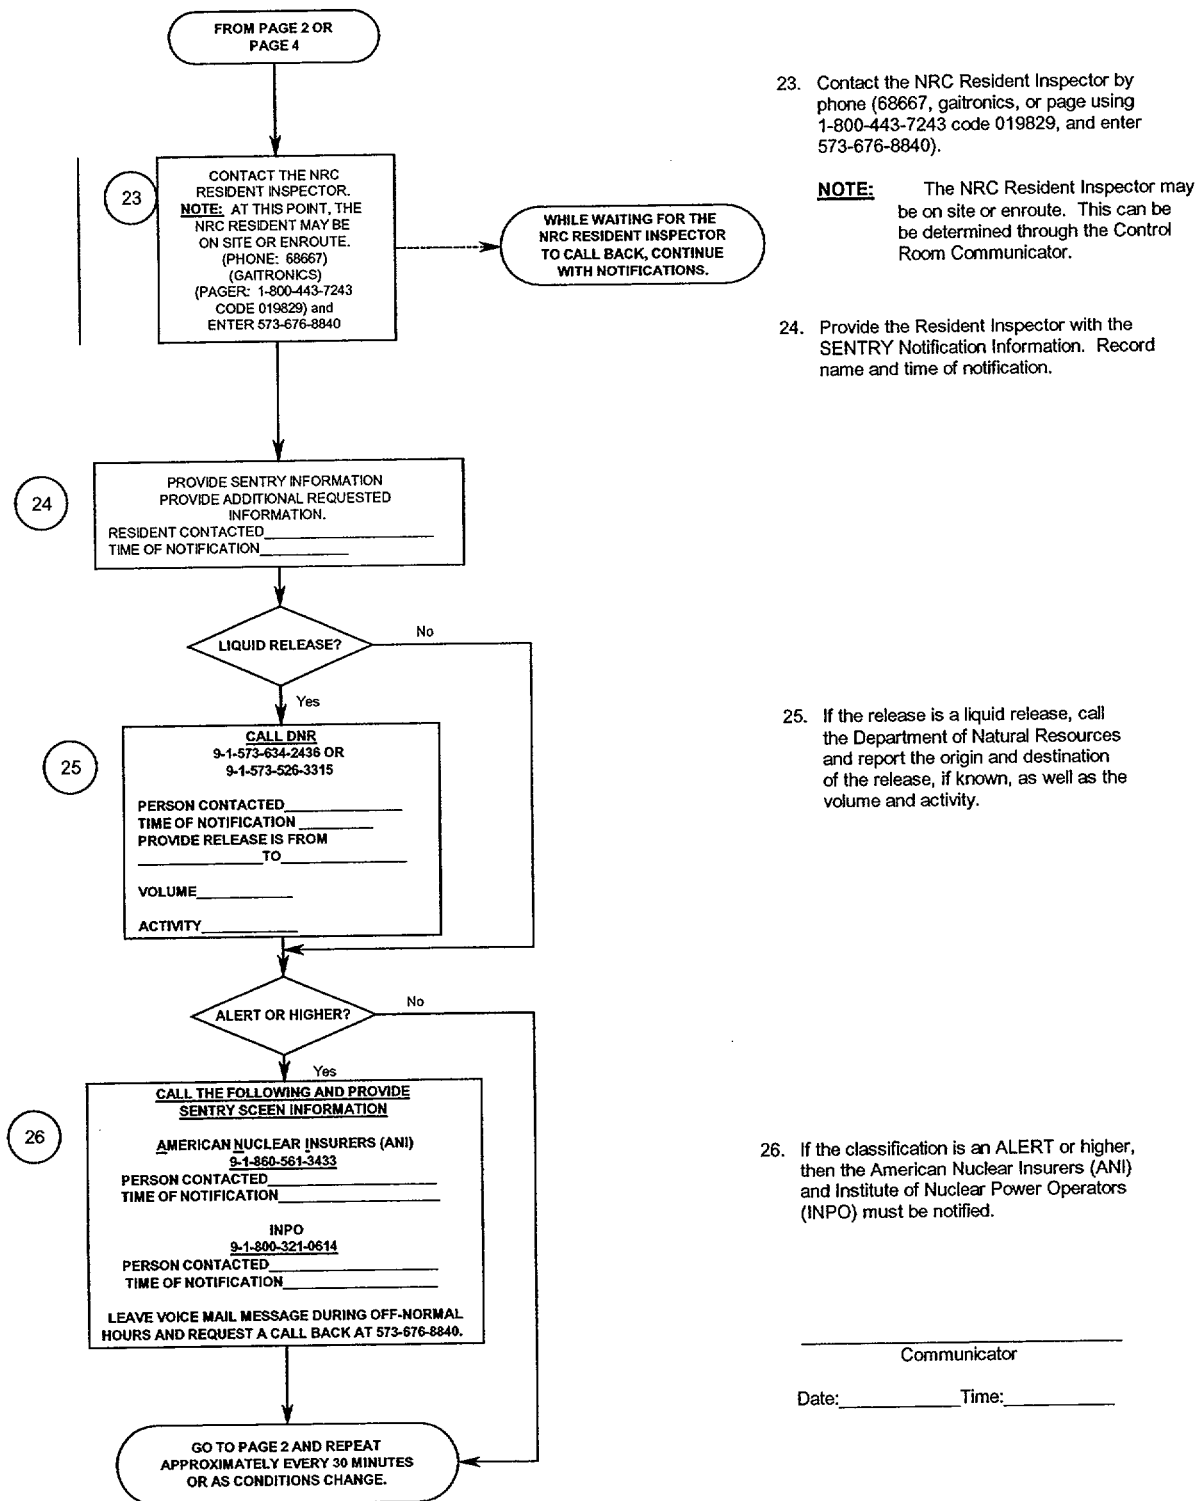 FROM PAGE 2 OR
PAGE 4
23
CONTACT THE NRC
RESIDENT INSPECTOR.
NOTE: AT THIS POINT, THE
NRC RESIDENT MAY BE
ON SITE OR ENROUTE.
(PHONE: 68667)
(GAITRONICS)
(PAGER: 1-800-443-7243
CODE 019829) and
ENTER 573-676-8840
WHILE WAITING FOR THE
NRC RESIDENT INSPECTOR
TO CALL BACK, CONTINUE
WITH NOTIFICATIONS.
23. Contact the NRC Resident Inspector by
phone (68667, gaitronics, or page using
1-800-443-7243 code 019829, and enter
573-676-8840).
NOTE: The NRC Resident Inspector may
be on site or enroute. This can be
be determined through the Control
Room Communicator.
24. Provide the Resident Inspector with the
SENTRY Notification Information. Record
name and time of notification.
24
PROVIDE SENTRY INFORMATION
PROVIDE ADDITIONAL REQUESTED
INFORMATION.
RESIDENT CONTACTED
TIME OF NOTIFICATION
LIQUID RELEASE?
No
Yes
25
CALL DNR
9-1-573-634-2436 OR
9-1-573-526-3315
PERSON CONTACTED
TIME OF NOTIFICATION
PROVIDE RELEASE IS FROM
TO
VOLUME
ACTIVITY
25. If the release is a liquid release, call
the Department of Natural Resources
and report the origin and destination
of the release, if known, as well as the
volume and activity.
ALERT OR HIGHER?
No
Yes
26
CALL THE FOLLOWING AND PROVIDE
SENTRY SCEEN INFORMATION
AMERICAN NUCLEAR INSURERS (ANI)
9-1-860-561-3433
PERSON CONTACTED
TIME OF NOTIFICATION
INPO
9-1-800-321-0614
PERSON CONTACTED
TIME OF NOTIFICATION
LEAVE VOICE MAIL MESSAGE DURING OFF-NORMAL
HOURS AND REQUEST A CALL BACK AT 573-676-8840.
26. If the classification is an ALERT or higher,
then the American Nuclear Insurers (ANI)
and Institute of Nuclear Power Operators
(INPO) must be notified.
Communicator
Date: Time:
GO TO PAGE 2 AND REPEAT
APPROXIMATELY EVERY 30 MINUTES
OR AS CONDITIONS CHANGE.